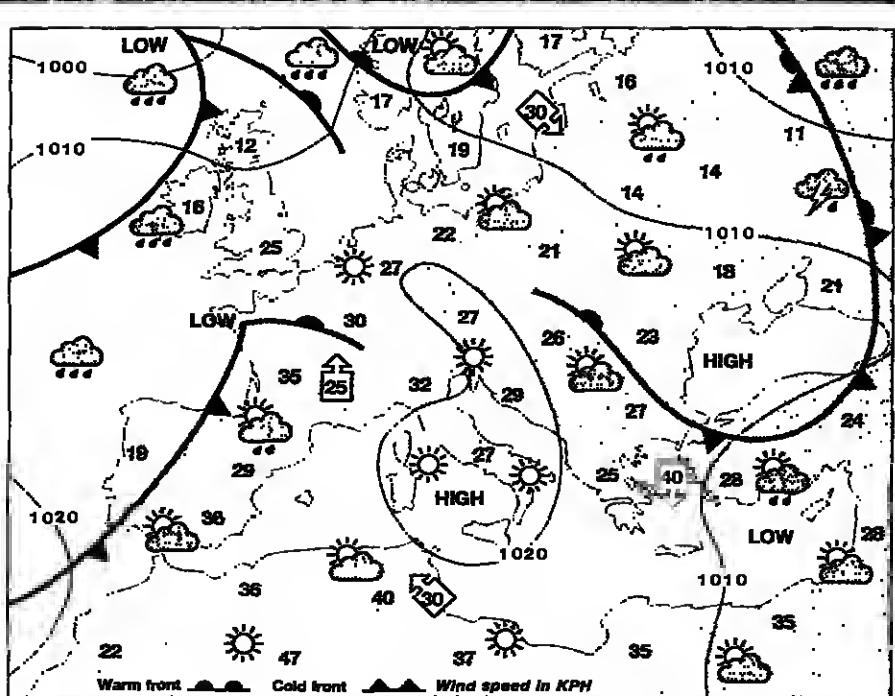 LOW LOW 17
1000 1010
16
17 30
11
1010 12 19
14 14
16
22 1010
25 21
27 18
21
LOW 30 27 26 23
HIGH
35 25 32 29
27 24
19 29 27 25 40 28
HIGH
36
1020 LOW 28
1020
1010
36 40 30
35
22 47 37 35
Warm front Cold front Wind speed in KPH